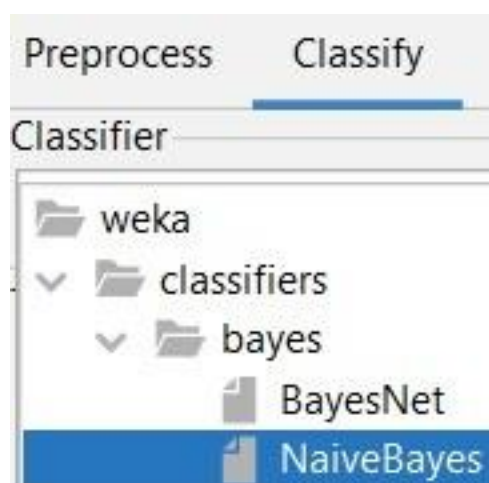 Preprocess Classify
Classifier
weka
classifiers
bayes
BayesNet
NaiveBayes